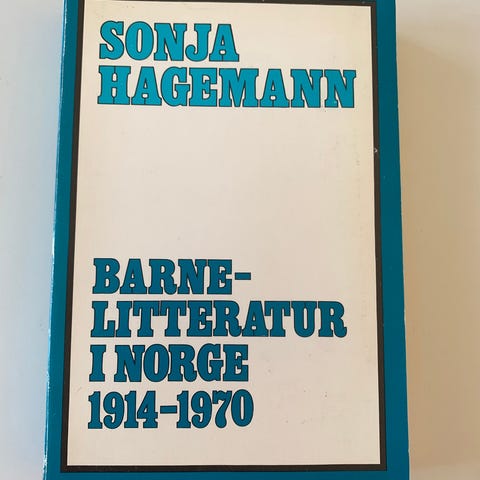 SONJA
HAGEMANN
BARNE-
LITTERATUR
I NORGE
1914-1970